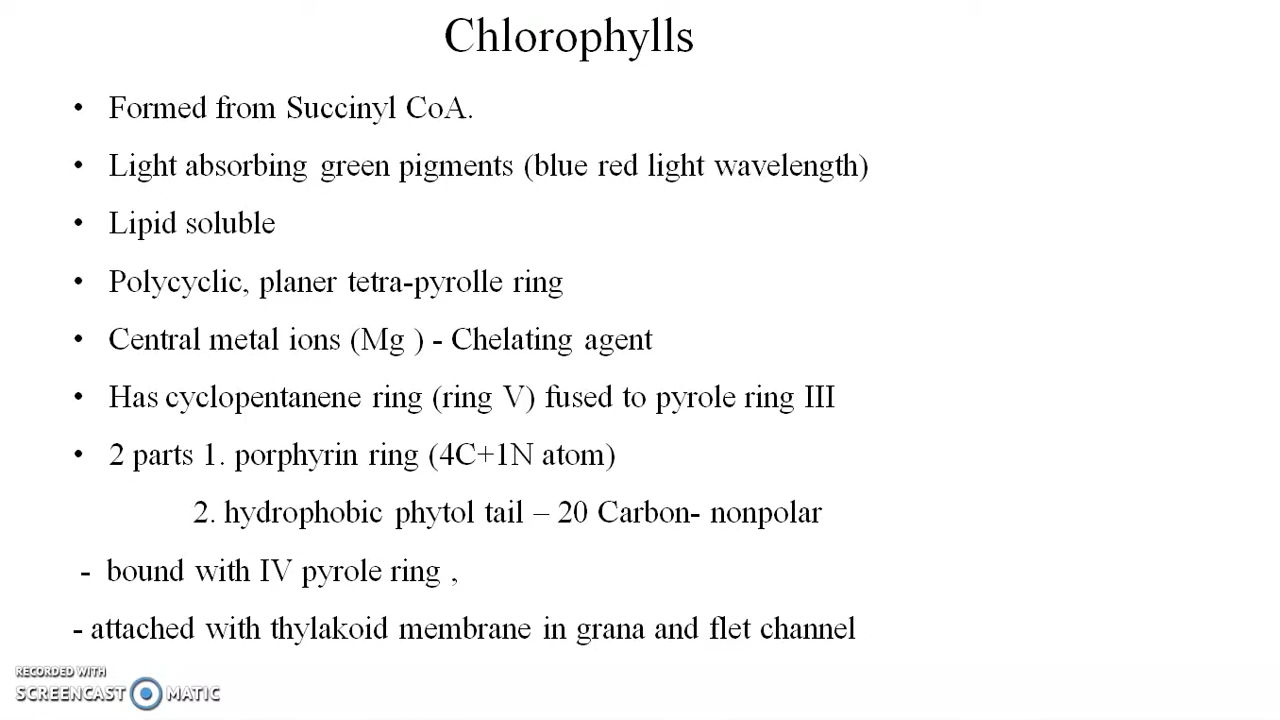 Chlorophylls
• Formed from Succinyl CoA.
• Light absorbing green pigments (blue red light wavelength)
• Lipid soluble
• Polycyclic, planer tetra-pyrolle ring
• Central metal ions (Mg ) - Chelating agent
• Has cyclopentanene ring (ring V) fused to pyrole ring III
• 2 parts 1. porphyrin ring (4C+1N atom)
2. hydrophobic phytol tail – 20 Carbon- nonpolar
- bound with IV pyrole ring ,
- attached with thylakoid membrane in grana and flet channel
RECORDED WITH
SCREENCAST MATIC